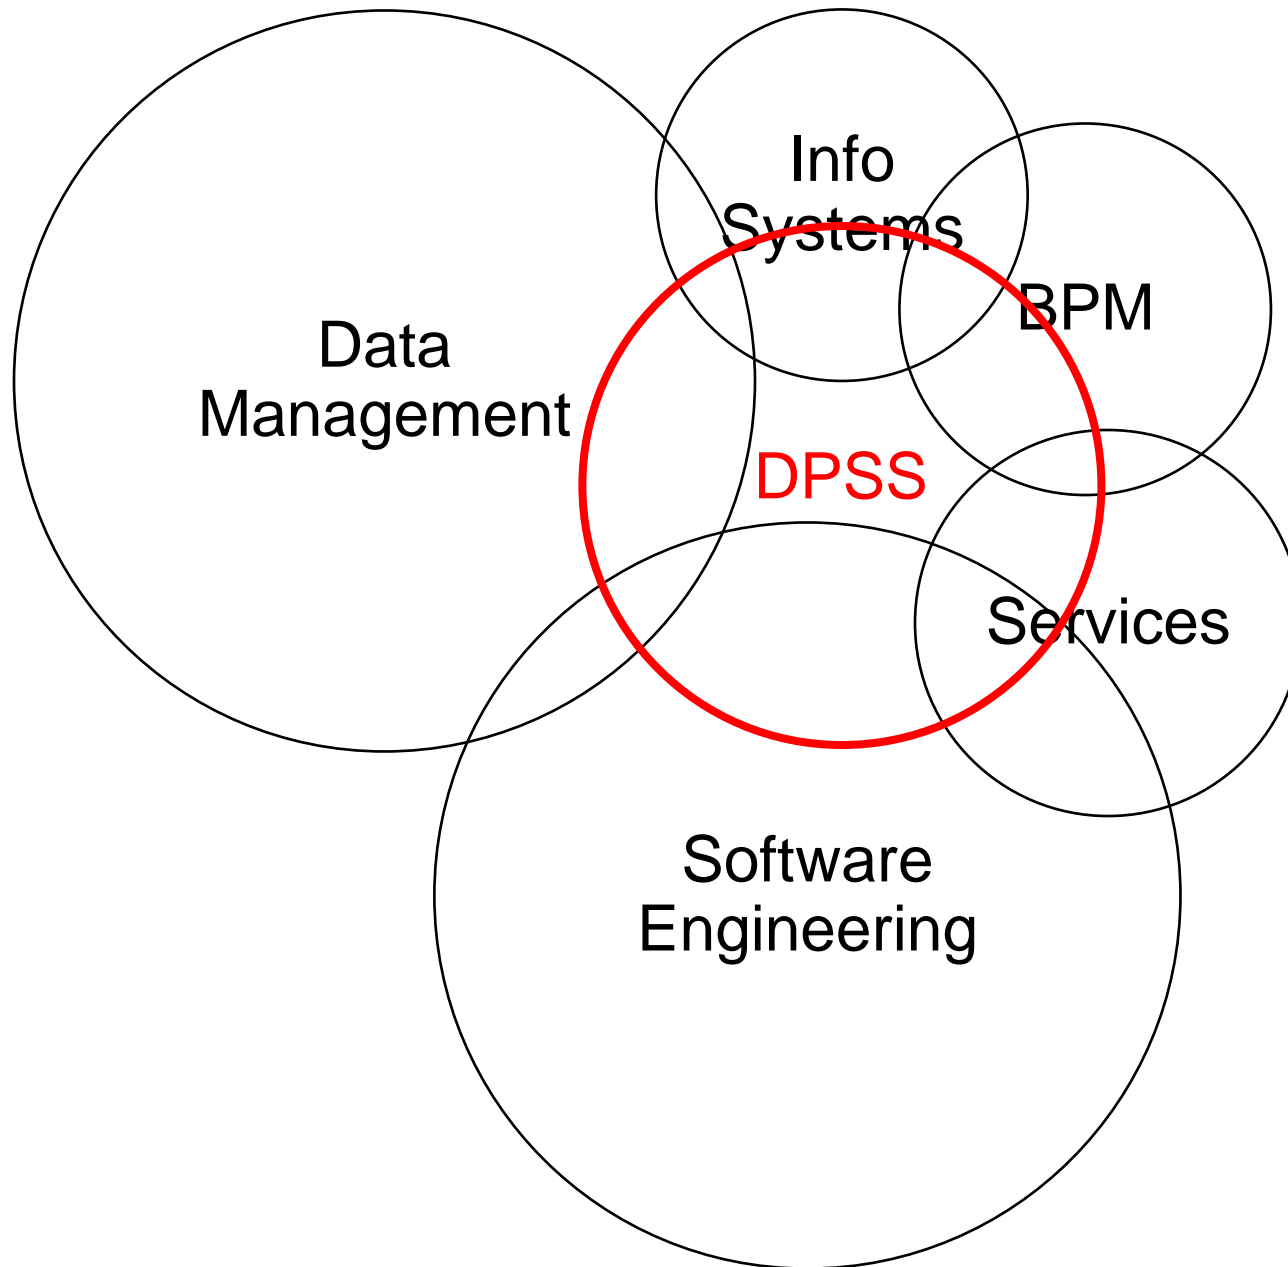 Info
Systems
BPM
Data
Management
DPSS
Services
Software
Engineering